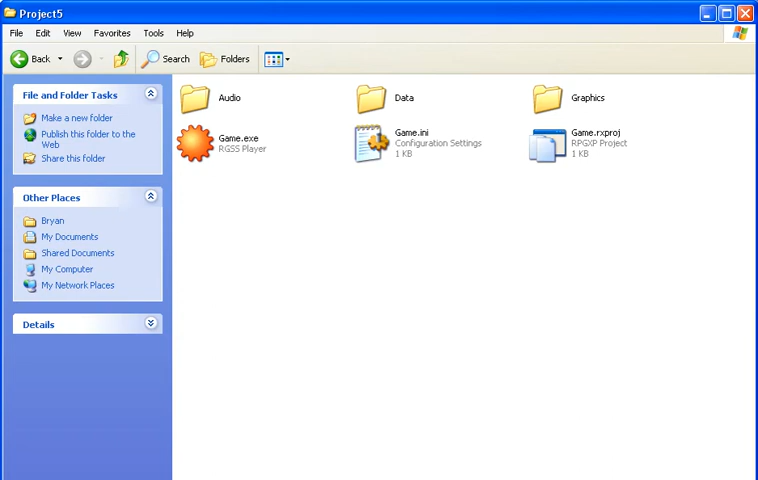 Project5
File Edit View Favorites Tools Help
Back Search Folders
File and Folder Tasks
Make a new folder
Publish this folder to the
Web
Share this folder
Other Places
Bryan
My Documents
Shared Documents
My Computer
My Network Places
Details
Audio
Data
Graphics
Game.exe
RGSS Player
Game.ini
Configuration Settings
1 KB
Game.rxproj
RPGXP Project
1 KB